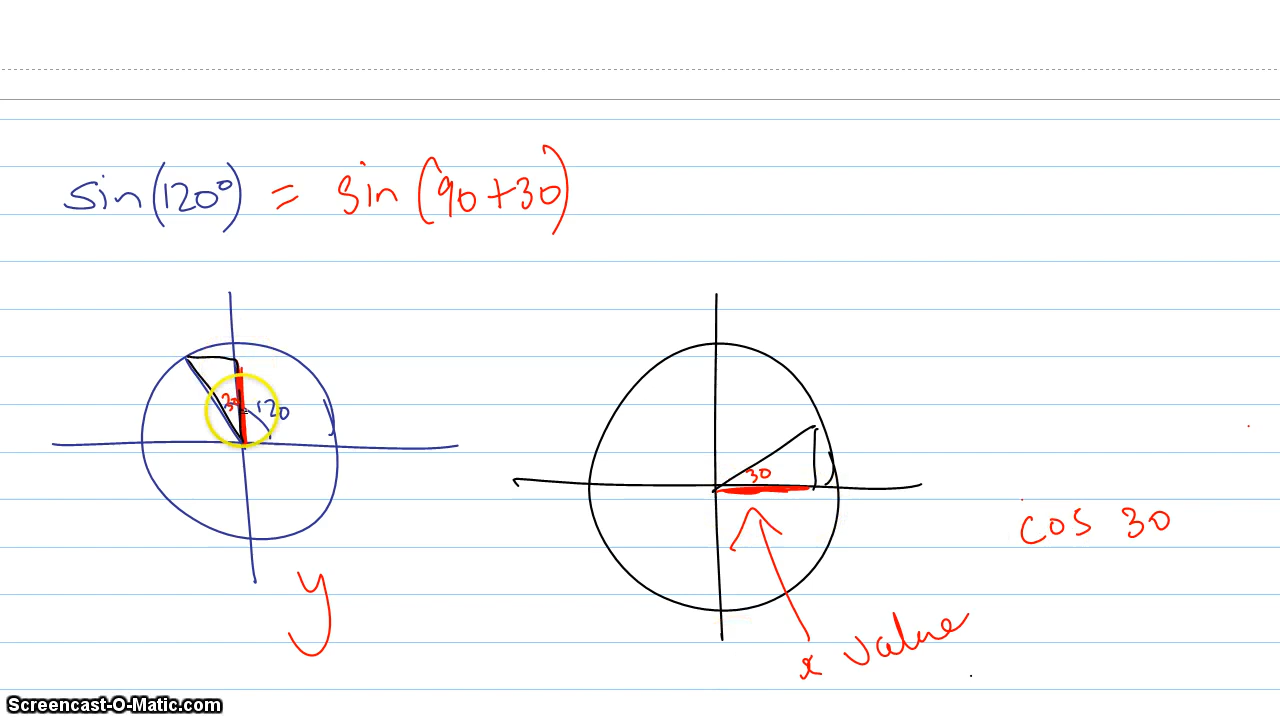 sin(120°) = sin(90+30)
30
120
30
cos 30
y
x value
Screencast-O-Matic.com